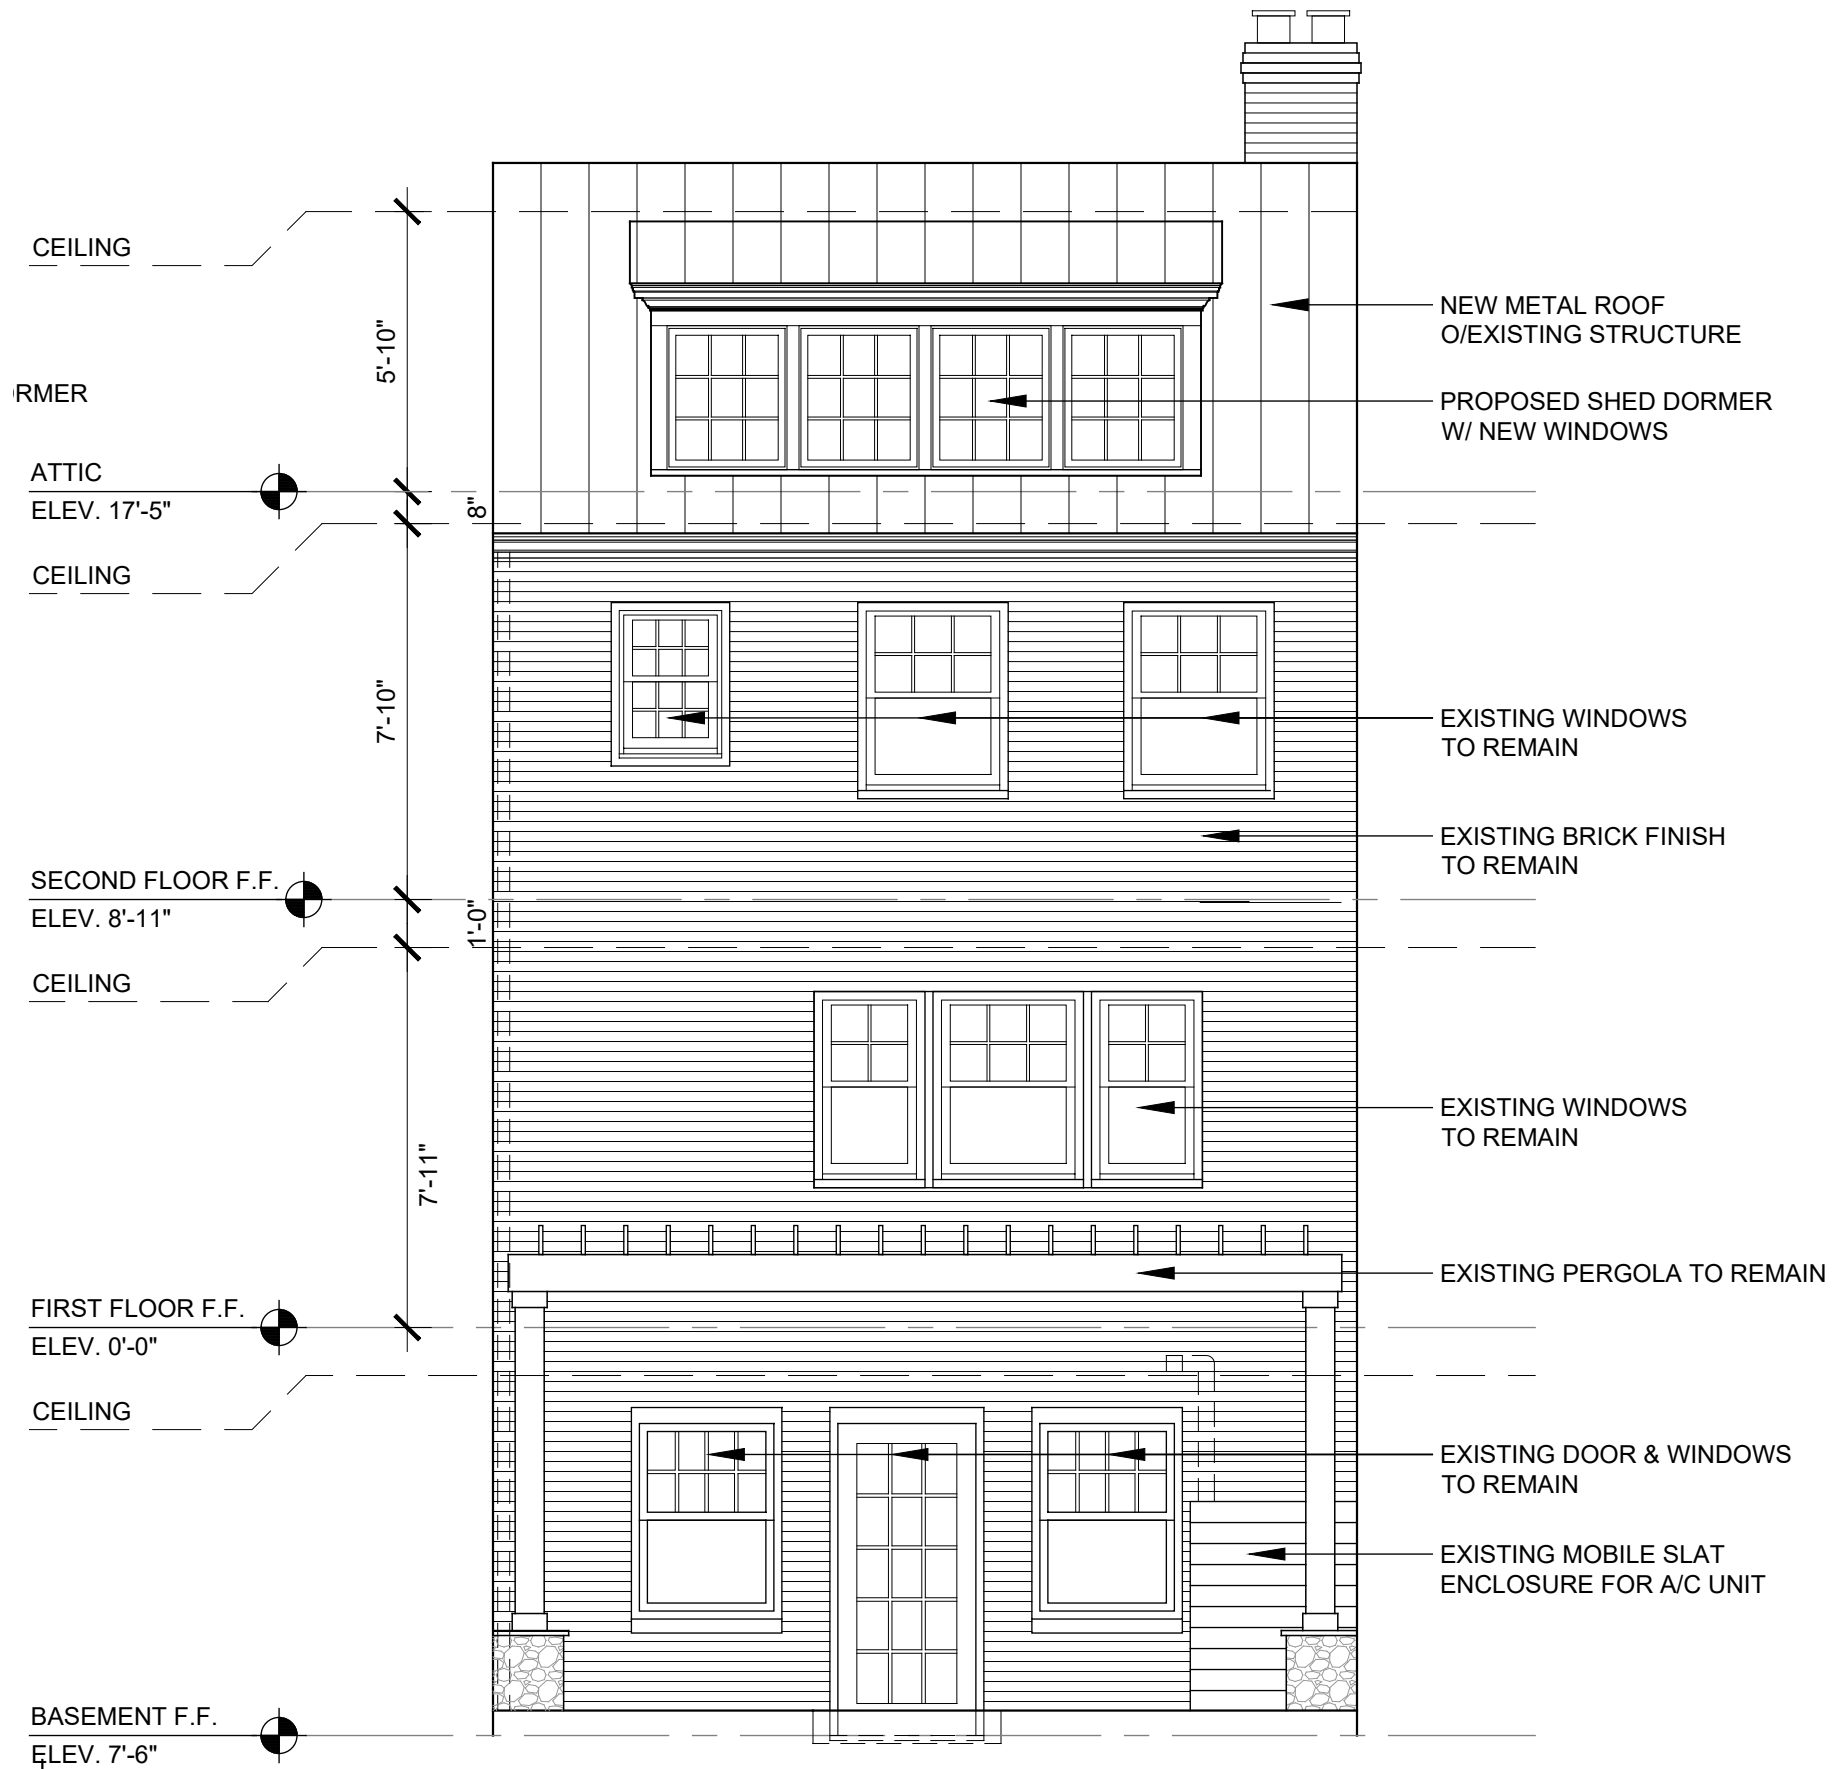 CEILING
5'-10"
NEW METAL ROOF
O/EXISTING STRUCTURE
RMER
PROPOSED SHED DORMER
W/ NEW WINDOWS
ATTIC
ELEV. 17'-5"
8"
CEILING
7'-10"
EXISTING WINDOWS
TO REMAIN
EXISTING BRICK FINISH
TO REMAIN
SECOND FLOOR F.F.
ELEV. 8'-11"
1'-0"
CEILING
7'-11"
EXISTING WINDOWS
TO REMAIN
EXISTING PERGOLA TO REMAIN
FIRST FLOOR F.F.
ELEV. 0'-0"
CEILING
EXISTING DOOR & WINDOWS
TO REMAIN
EXISTING MOBILE SLAT
ENCLOSURE FOR A/C UNIT
BASEMENT F.F.
ELEV. 7'-6"